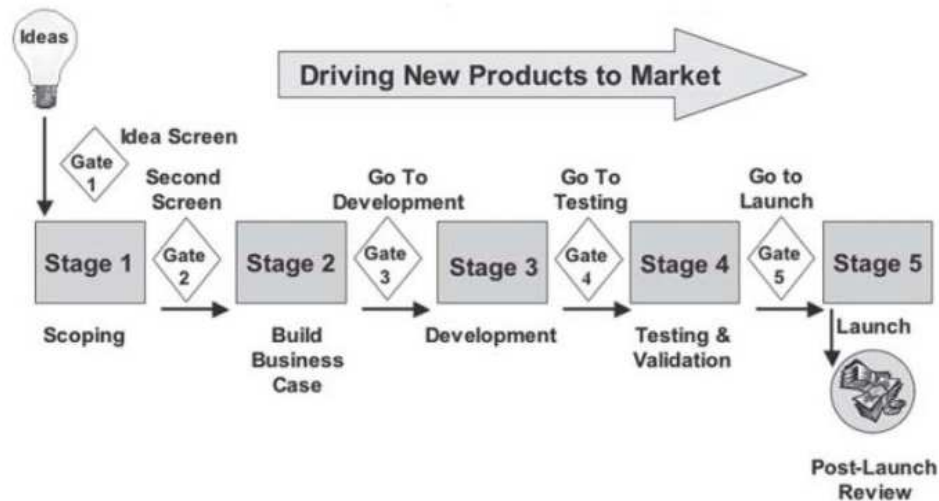 Ideas
Driving New Products to Market
Idea Screen
Gate
1
Second
Screen
Go To
Development
Go To
Testing
Go to
Launch
Stage 1
Gate
2
Stage 2
Gate
3
Stage 3
Gate
4
Stage 4
Gate
5
Stage 5
Scoping
Build
Business
Case
Development
Testing &
Validation
Launch
Post-Launch
Review